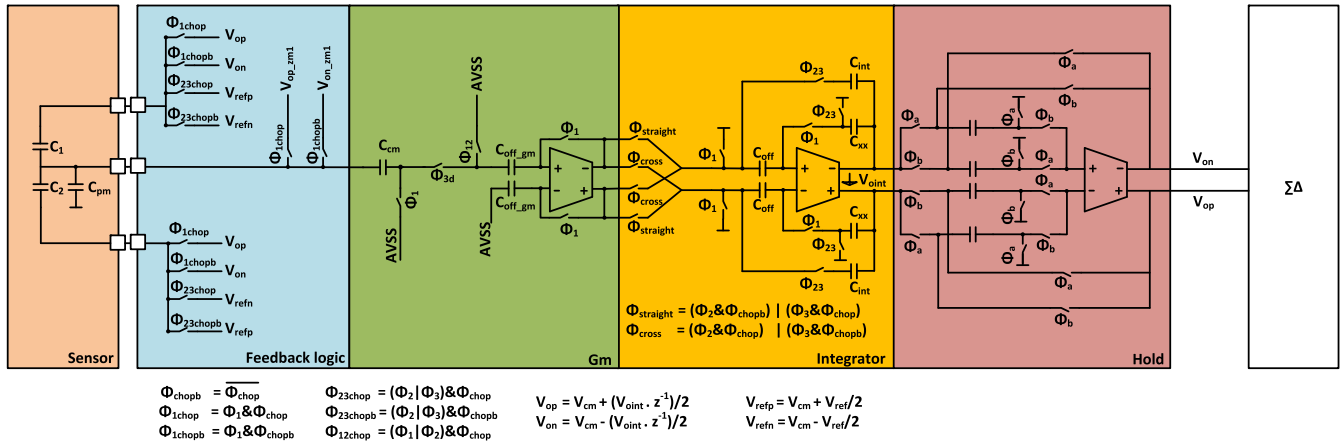 Φ1chop
Vop
Φ1chopb
Von
Φ23chop
Vrefp
Φ23chopb
Vrefn
C1
C2
Cpm
Φ1chop
Vop
Φ1chopb
Von
Φ23chop
Vrefn
Φ23chopb
Vrefp
Sensor
Vop_zm1
Von_zm1
Φ1chop
Φ1chopb
Feedback logic
Ccm
Φ1
AVSS
Φ3d
AVSS
Φ12
Coff_gm
AVSS
Coff_gm
Φ1
+ −
− +
Φ1
Gm
Φstraight
Φcross
Φcross
Φstraight
Φ1
Φ1
Φ23
Cint
Φ23
Cxx
Φ1
Coff
Coff
+ −
− +
Voint
Cxx
Φ1
Φ23
Φ23
Cint
Φstraight = (Φ2&Φchopb) | (Φ3&Φchop)
Φcross = (Φ2&Φchop) | (Φ3&Φchopb)
Integrator
Φa
Φb
Φa
Φa
Φb
Φb
Φb
Φa
Φb
Φb
Φa
Φa
Φa
Φb
Φa
Φb
+ −
− +
Hold
Von
Vop
ΣΔ
Φchopb = Φchop
Φ1chop = Φ1&Φchop
Φ1chopb = Φ1&Φchopb
Φ23chop = (Φ2|Φ3)&Φchop
Φ23chopb = (Φ2|Φ3)&Φchopb
Φ12chop = (Φ1|Φ2)&Φchop
Vop = Vcm + (Voint . z⁻¹)/2
Von = Vcm - (Voint . z⁻¹)/2
Vrefp = Vcm + Vref/2
Vrefn = Vcm - Vref/2